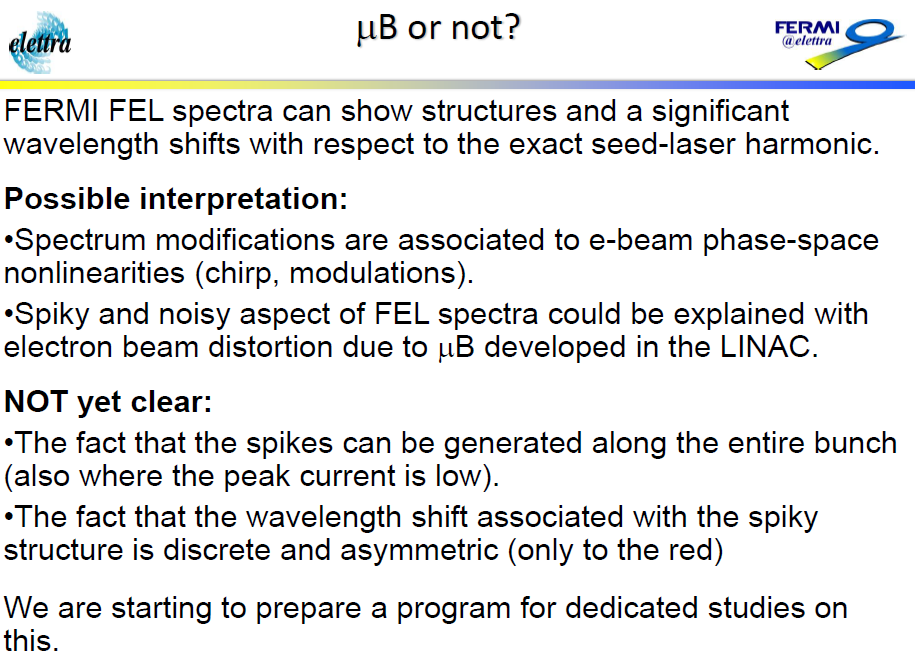 elettra
μB or not?
FERMI
@elettra
FERMI FEL spectra can show structures and a significant
wavelength shifts with respect to the exact seed-laser harmonic.
Possible interpretation:
•Spectrum modifications are associated to e-beam phase-space
nonlinearities (chirp, modulations).
•Spiky and noisy aspect of FEL spectra could be explained with
electron beam distortion due to μB developed in the LINAC.
NOT yet clear:
•The fact that the spikes can be generated along the entire bunch
(also where the peak current is low).
•The fact that the wavelength shift associated with the spiky
structure is discrete and asymmetric (only to the red)
We are starting to prepare a program for dedicated studies on
this.